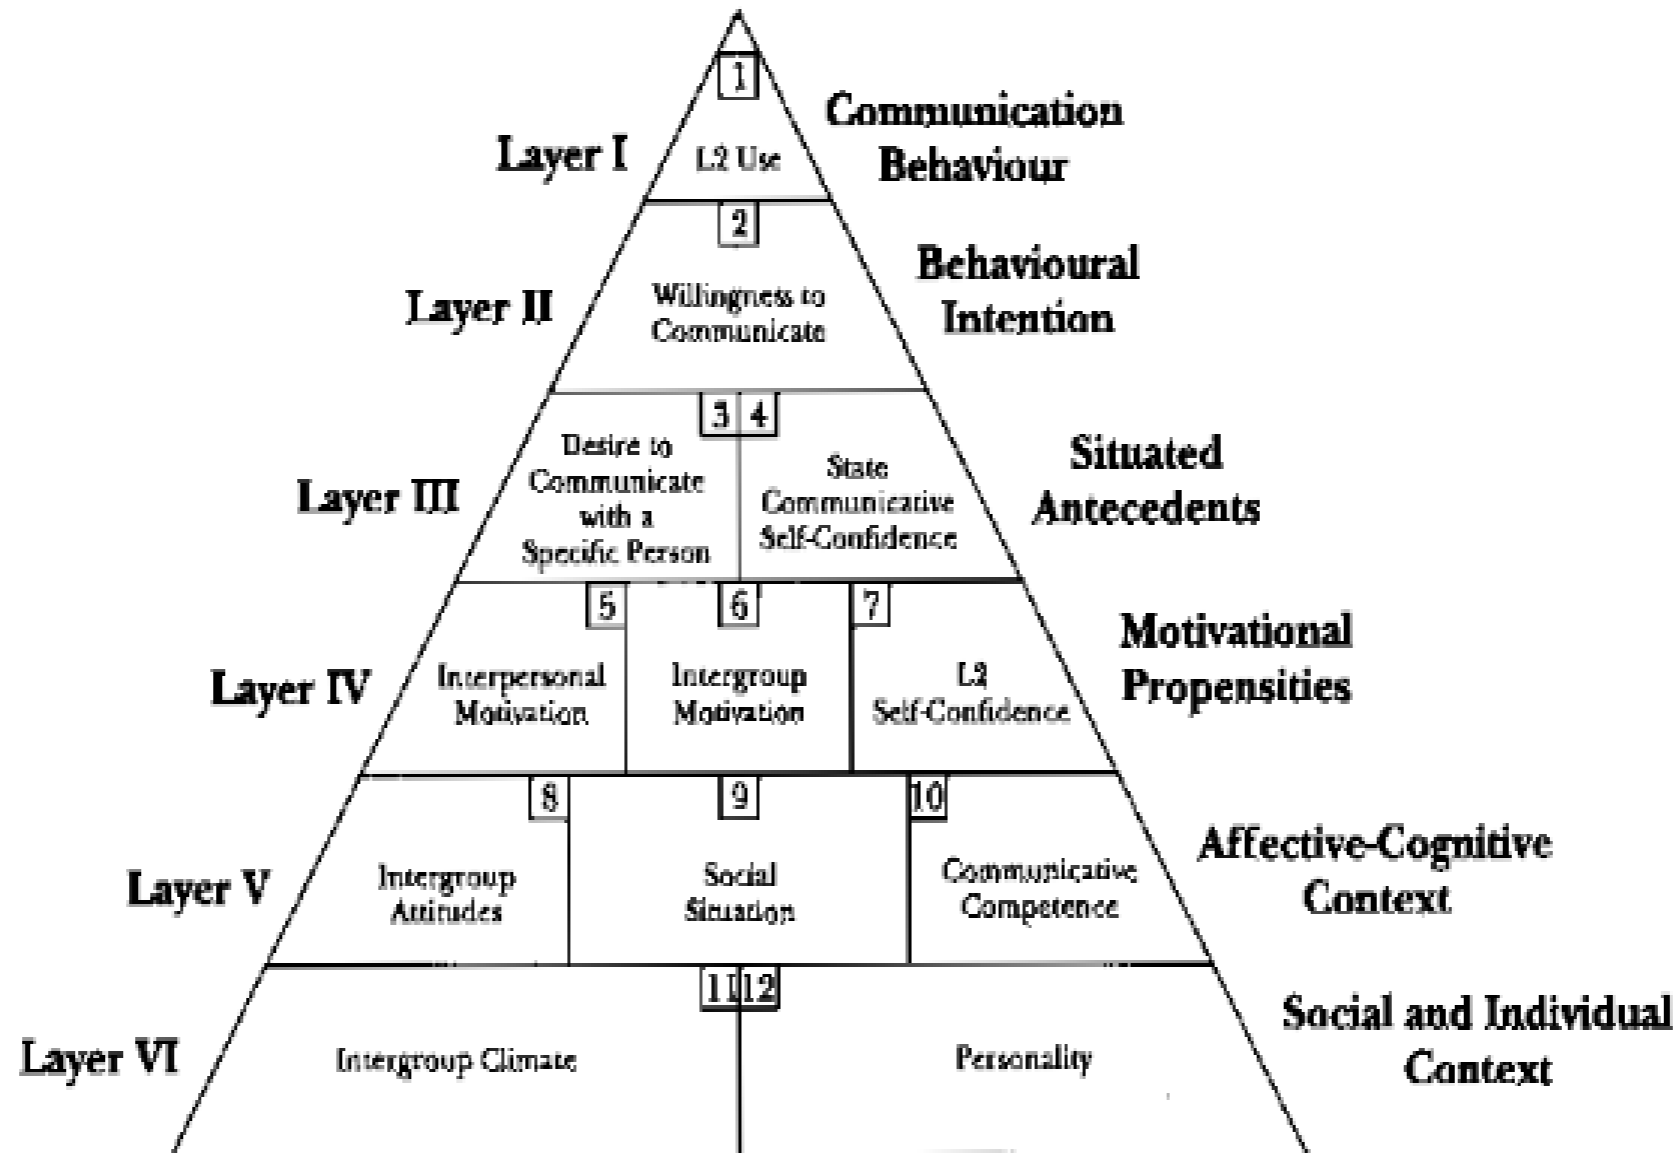 1
Communication
Layer I
L2 Use
Behaviour
2
Behavioural
Layer II
Willingness to
Communicate
Intention
3 4
Desire to
Communicate
with a
Specific Person
State
Communicative
Self-Confidence
Layer III
Situated
Antecedents
5 6 7
Layer IV
Interpersonal
Motivation
Intergroup
Motivation
L2
Self-Confidence
Motivational
Propensities
8 9 10
Layer V
Intergroup
Attitudes
Social
Situation
Communicative
Competence
Affective-Cognitive
Context
11 12
Layer VI
Intergroup Climate
Personality
Social and Individual
Context